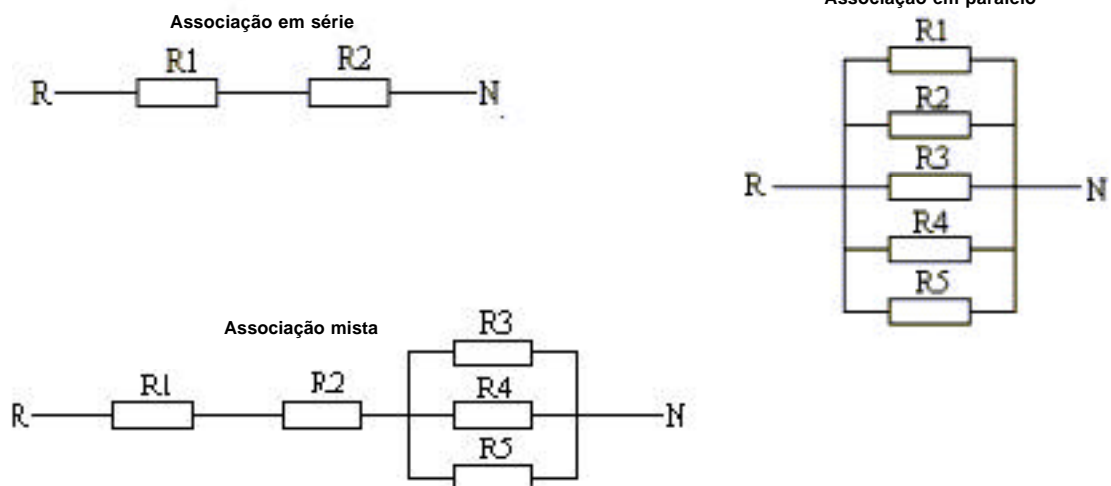 Associação em série
R1 R2
R N
Associação em paralelo
R1
R2
R3
R N
R4
R5
Associação mista
R3
R1 R2 R4
R N
R5